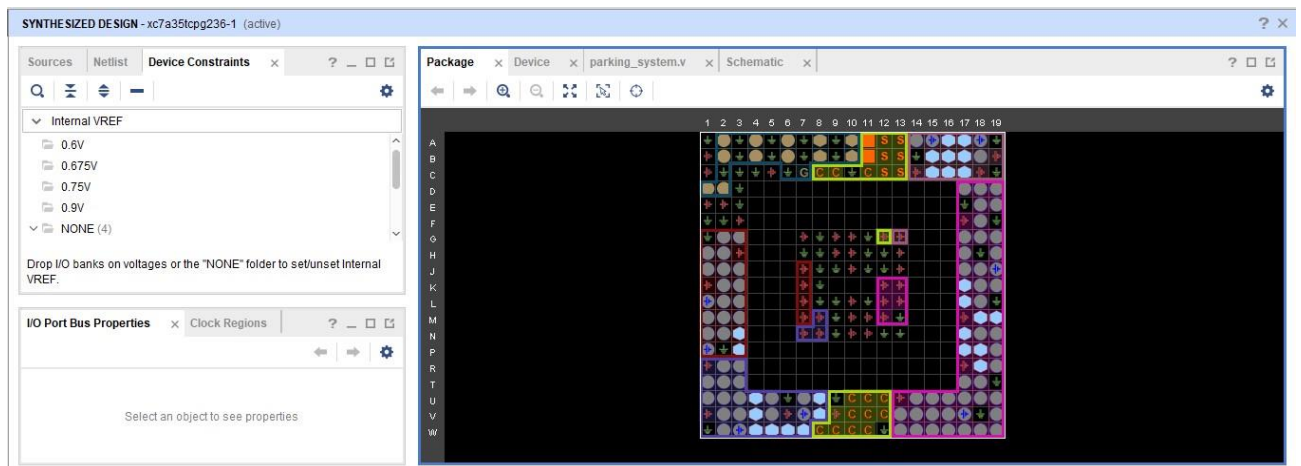 SYNTHESIZED DESIGN - xc7a35tcpg236-1 (active)
Sources Netlist Device Constraints
Internal VREF
0.6V
0.675V
0.75V
0.9V
NONE (4)
Drop I/O banks on voltages or the "NONE" folder to set/unset Internal
VREF.
I/O Port Bus Properties Clock Regions
Select an object to see properties
Package Device parking_system.v Schematic
1 2 3 4 5 6 7 8 9 10 11 12 13 14 15 16 17 18 19
A S S
B S S
C G C C C S S
D
E
F
G
H
J
K
L
M
N
P
R
T
U C C C
V C C C
W C C C C C